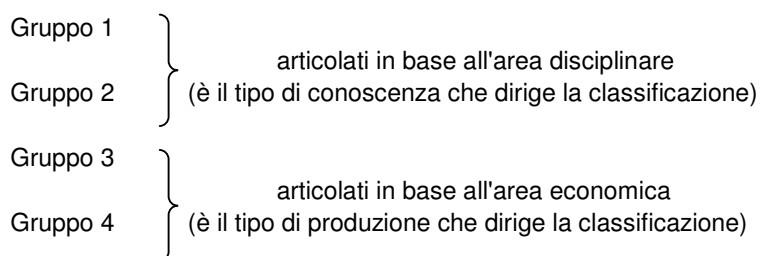 Gruppo 1
articolati in base all'area disciplinare
Gruppo 2
(è il tipo di conoscenza che dirige la classificazione)
Gruppo 3
articolati in base all'area economica
Gruppo 4
(è il tipo di produzione che dirige la classificazione)